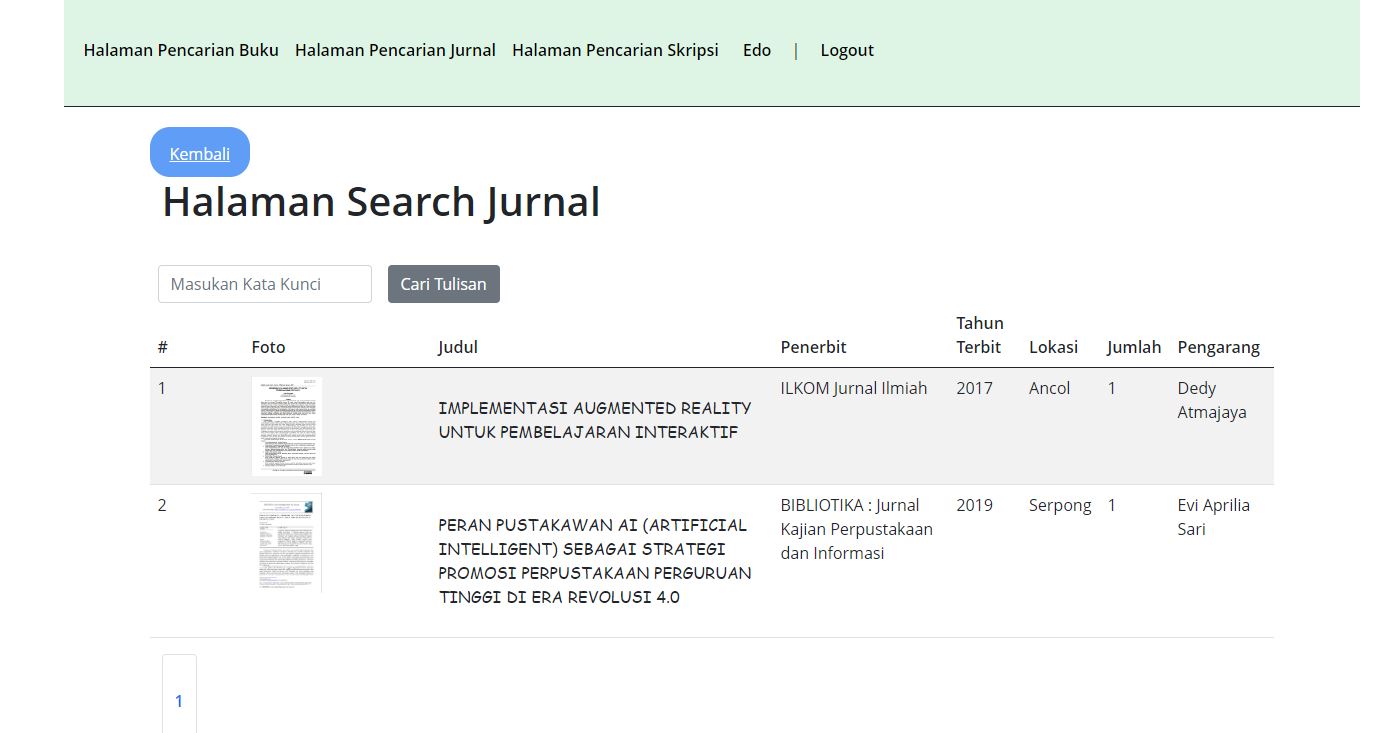 Halaman Pencarian Buku Halaman Pencarian Jurnal Halaman Pencarian Skripsi Edo | Logout
Kembali
Halaman Search Jurnal
Masukan Kata Kunci Cari Tulisan
# Foto Judul Penerbit Tahun Terbit Lokasi Jumlah Pengarang
1 IMPLEMENTASI AUGMENTED REALITY
UNTUK PEMBELAJARAN INTERAKTIF
ILKOM Jurnal Ilmiah
2017
Ancol
1
Dedy
Atmajaya
2 PERAN PUSTAKAWAN AI (ARTIFICIAL
INTELLIGENT) SEBAGAI STRATEGI
PROMOSI PERPUSTAKAAN PERGURUAN
TINGGI DI ERA REVOLUSI 4.0
BIBLIOTIKA : Jurnal
Kajian Perpustakaan
dan Informasi
2019
Serpong
1
Evi Aprilia
Sari
1